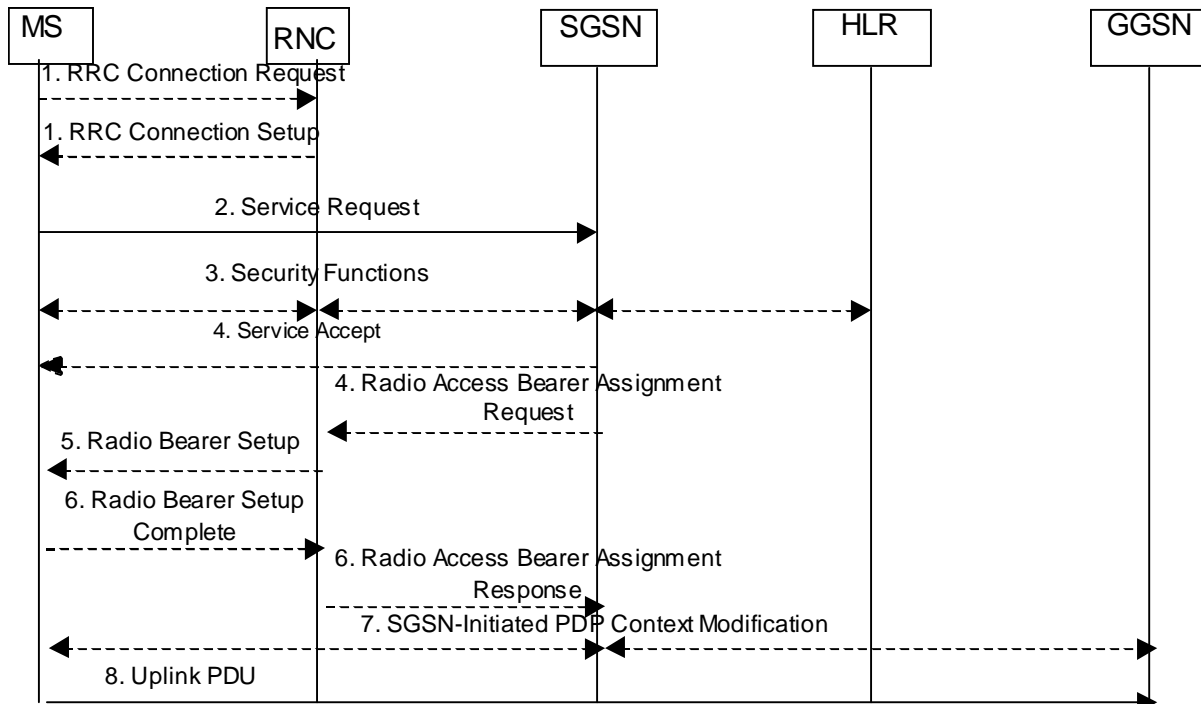 MS
RNC
SGSN
HLR
GGSN
1. RRC Connection Request
1. RRC Connection Setup
2. Service Request
3. Security Functions
4. Service Accept
4. Radio Access Bearer Assignment
Request
5. Radio Bearer Setup
6. Radio Bearer Setup
Complete
6. Radio Access Bearer Assignment
Response
7. SGSN-Initiated PDP Context Modification
8. Uplink PDU